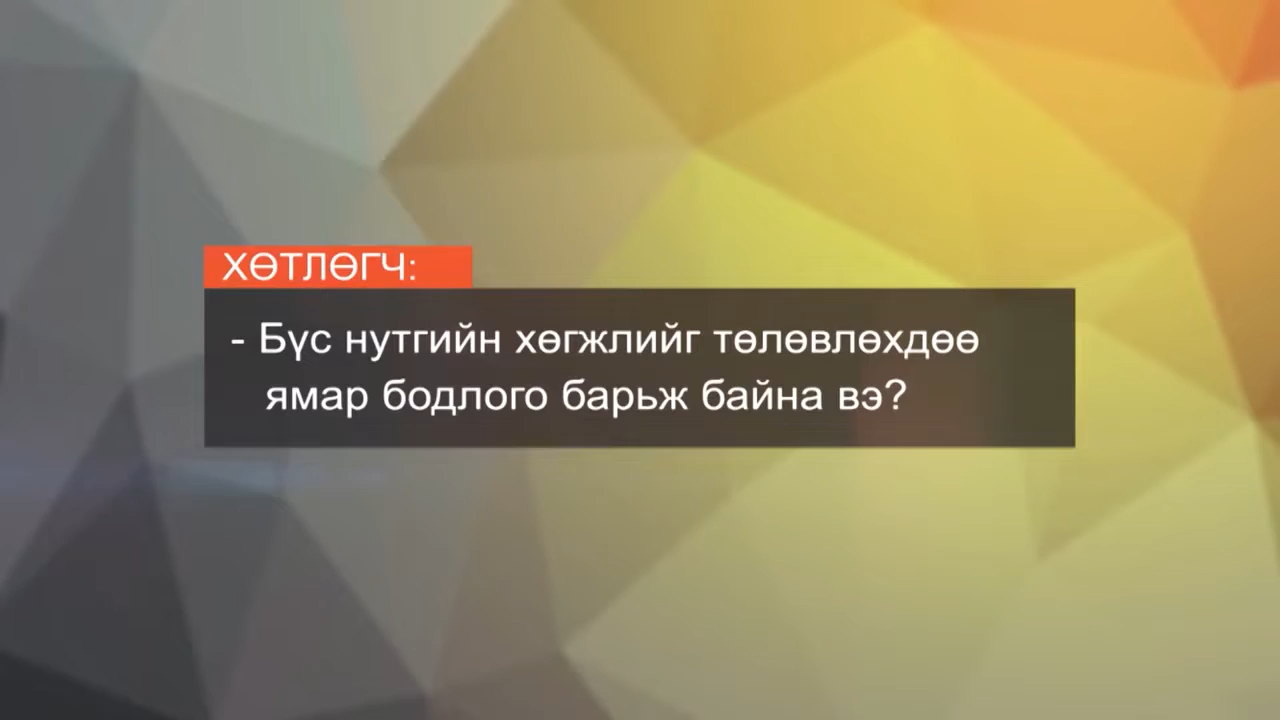 ХӨТЛӨГЧ:
- Бүс нутгийн хөгжлийг төлөвлөхдөө
ямар бодлого барьж байна вэ?